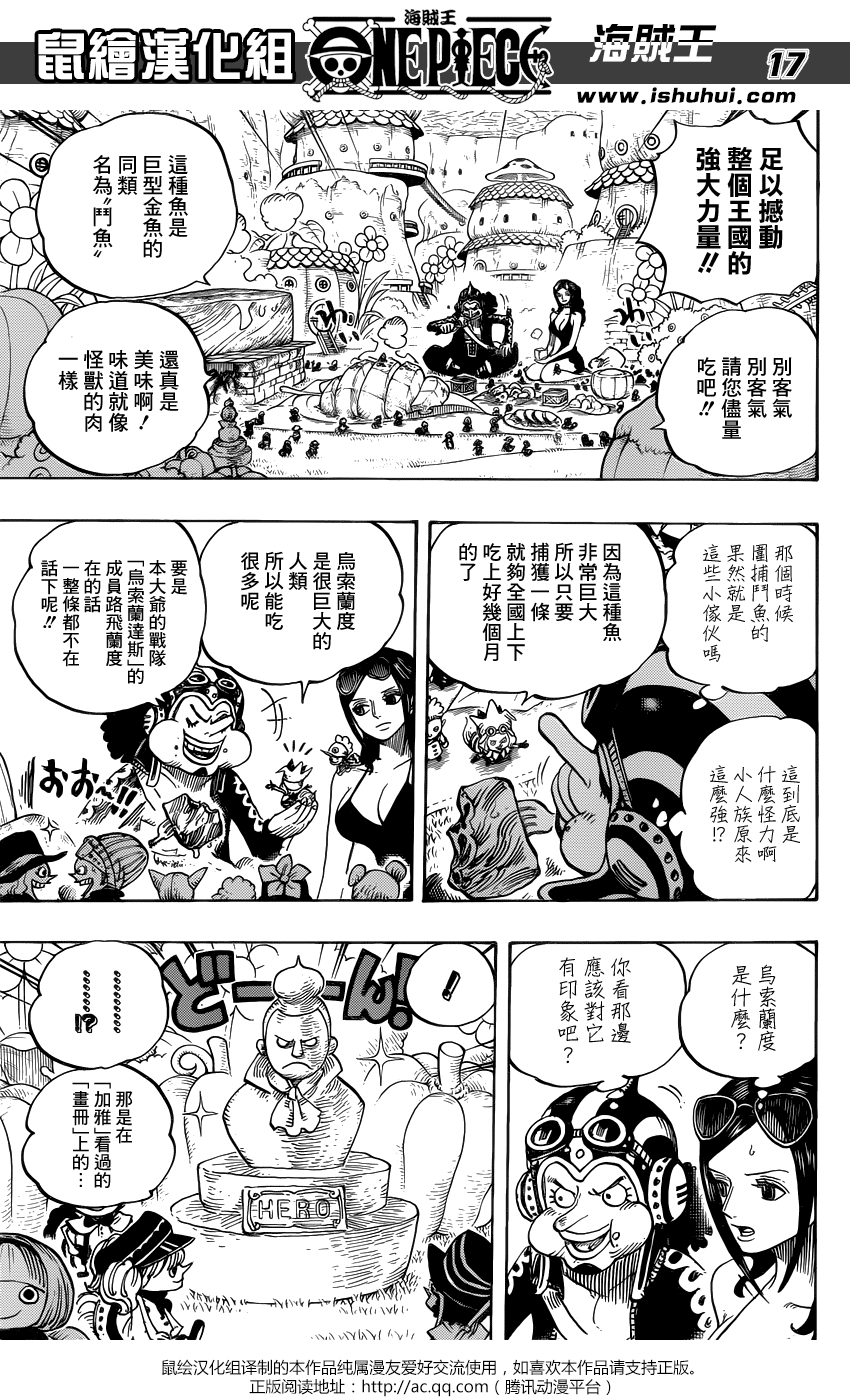 鼠繪漢化組
海賊王
ONE PIECE
海賊王
17
www.ishuhui.com
足以撼動
整個王國的
強大力量!!
別客氣
別客氣
請您儘量
吃吧!!
わい
わい
這種魚是
巨型金魚的
同類
名為〝鬥魚〞
還真是
美味啊！
味道就像
怪獸的肉
一樣
那個時候
圍捕鬥魚的
果然就是
這些小傢伙嗎
這到底是
什麼怪力啊
小人族原來
這麼強!?
因為這種魚
非常巨大
所以只要
捕獲一條
就夠全國上下
吃上好幾個月
的了
烏索蘭度
是很巨大的
人類
所以能吃
很多呢
要是
本大爺的戰隊
「烏索蘭達斯」的
成員路飛蘭度
在的話
一整條都不在
話下呢!!
おお〜!!
烏索蘭度
是什麼？
你看那邊
應該對它
有印象吧？
！
どーーん!!
HERO
…………
………!?
那是在
「加雅」看過的
「畫冊」上的…
鼠绘汉化组译制的本作品纯属漫友爱好交流使用，如喜欢本作品请支持正版。
正版阅读地址：http://ac.qq.com（腾讯动漫平台）